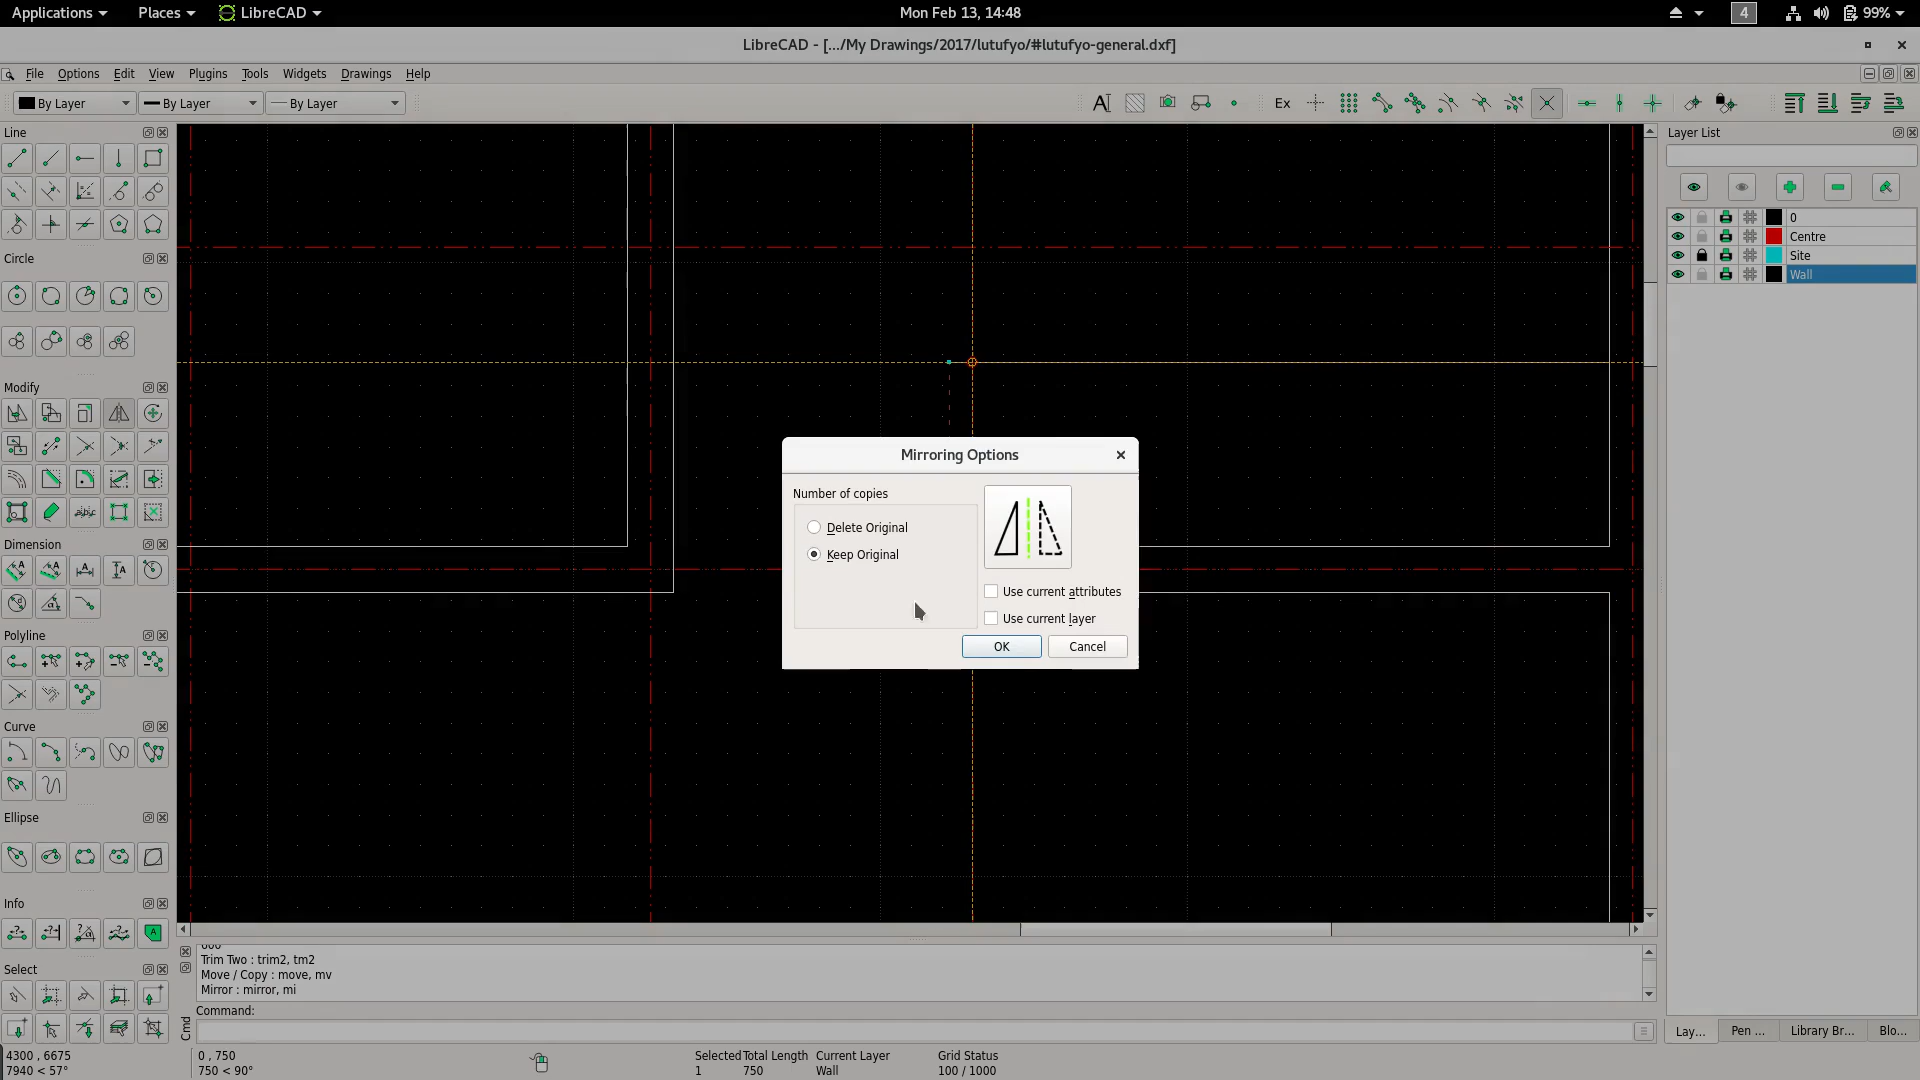 Applications
Places
LibreCAD
Mon Feb 13, 14:48
4
99%
LibreCAD - [.../My Drawings/2017/lutufyo/#lutufyo-general.dxf]
File
Options
Edit
View
Plugins
Tools
Widgets
Drawings
Help
By Layer
By Layer
By Layer
Ex
Line
Circle
Modify
Dimension
Polyline
Curve
Ellipse
Info
Select
Layer List
0
Centre
Site
Wall
Mirroring Options
Number of copies
Delete Original
Keep Original
Use current attributes
Use current layer
OK
Cancel
Trim Two : trim2, tm2
Move / Copy : move, mv
Mirror : mirror, mi
Command:
Cmd
Lay...
Pen ...
Library Br...
Blo...
4300 , 6675
7940 < 57°
0 , 750
750 < 90°
Selected Total Length
1 750
Current Layer
Wall
Grid Status
100 / 1000